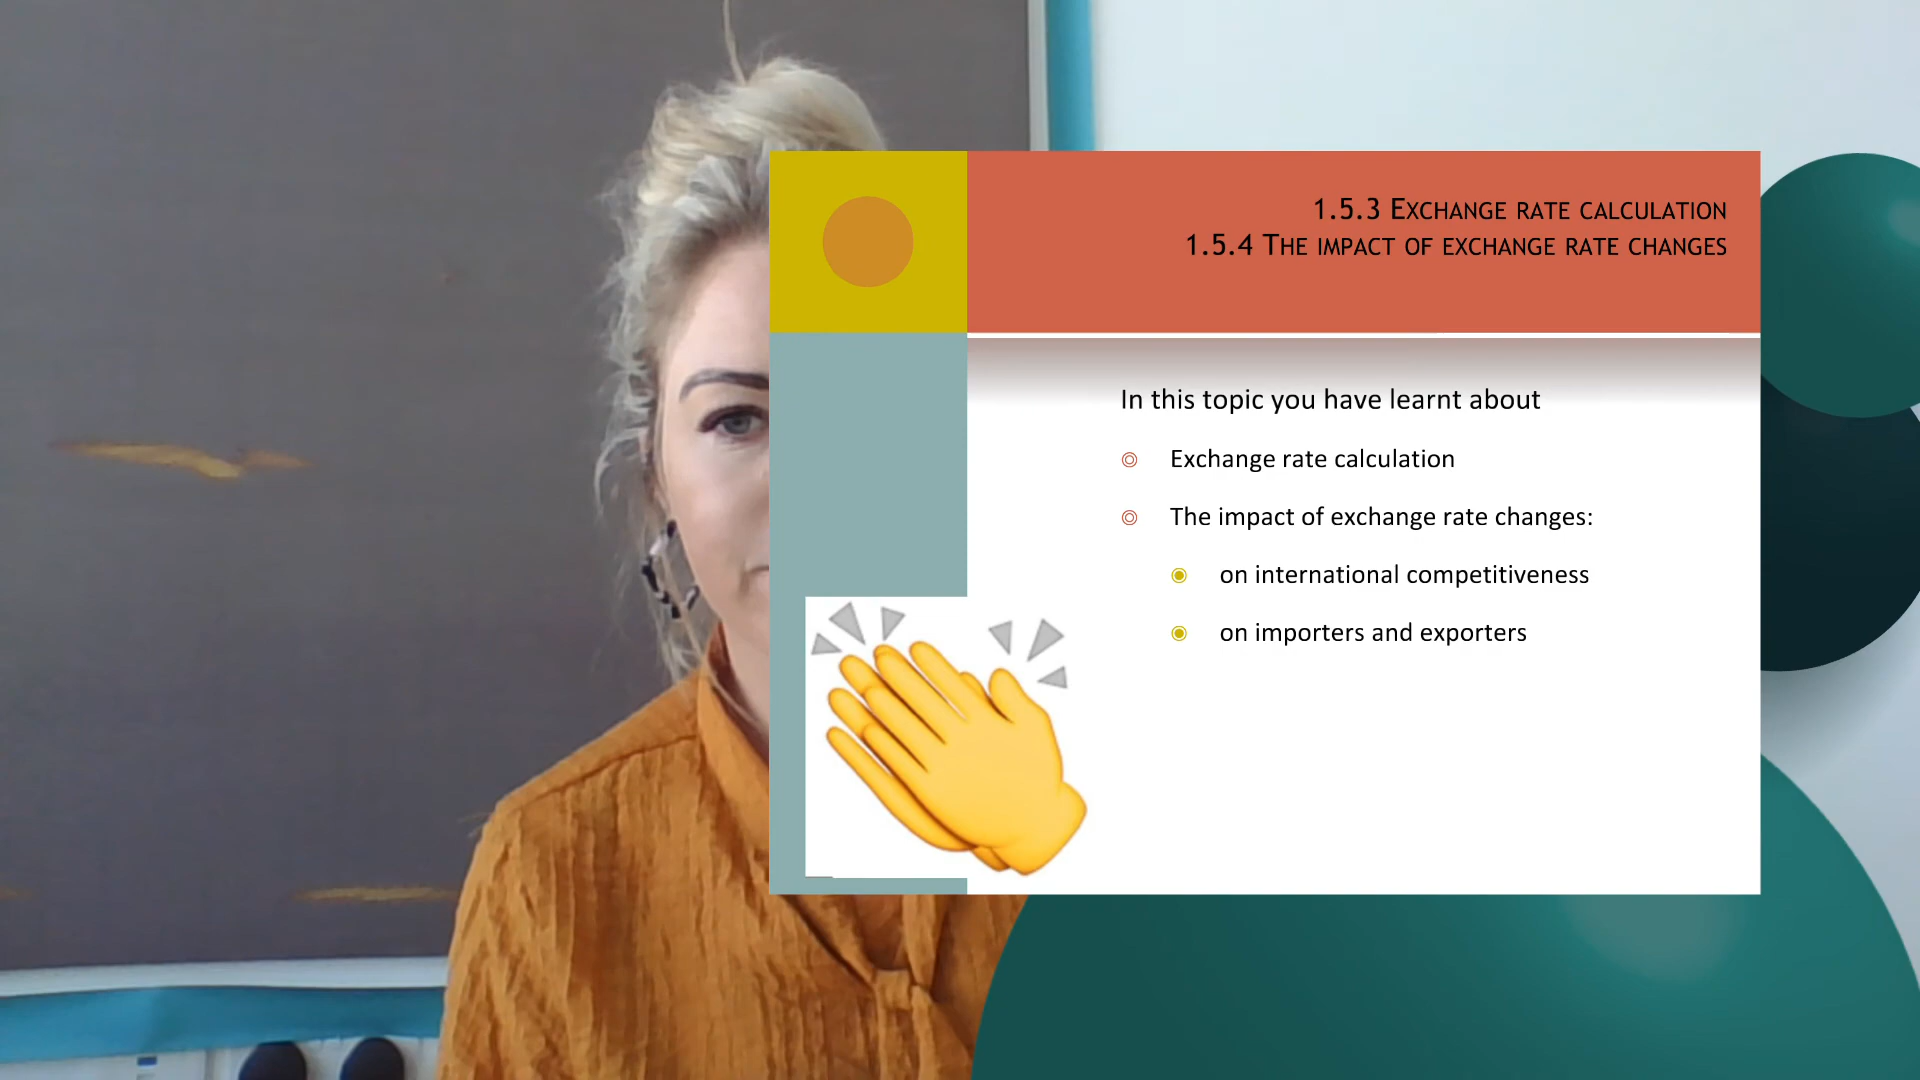 1.5.3 Exchange rate calculation
1.5.4 The impact of exchange rate changes
In this topic you have learnt about
Exchange rate calculation
The impact of exchange rate changes:
on international competitiveness
on importers and exporters